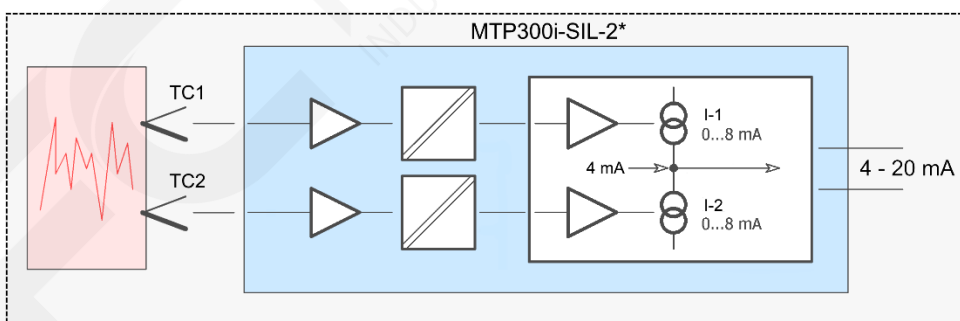 MTP300i-SIL-2*
TC1
I-1
0...8 mA
4 mA
4 - 20 mA
TC2
I-2
0...8 mA